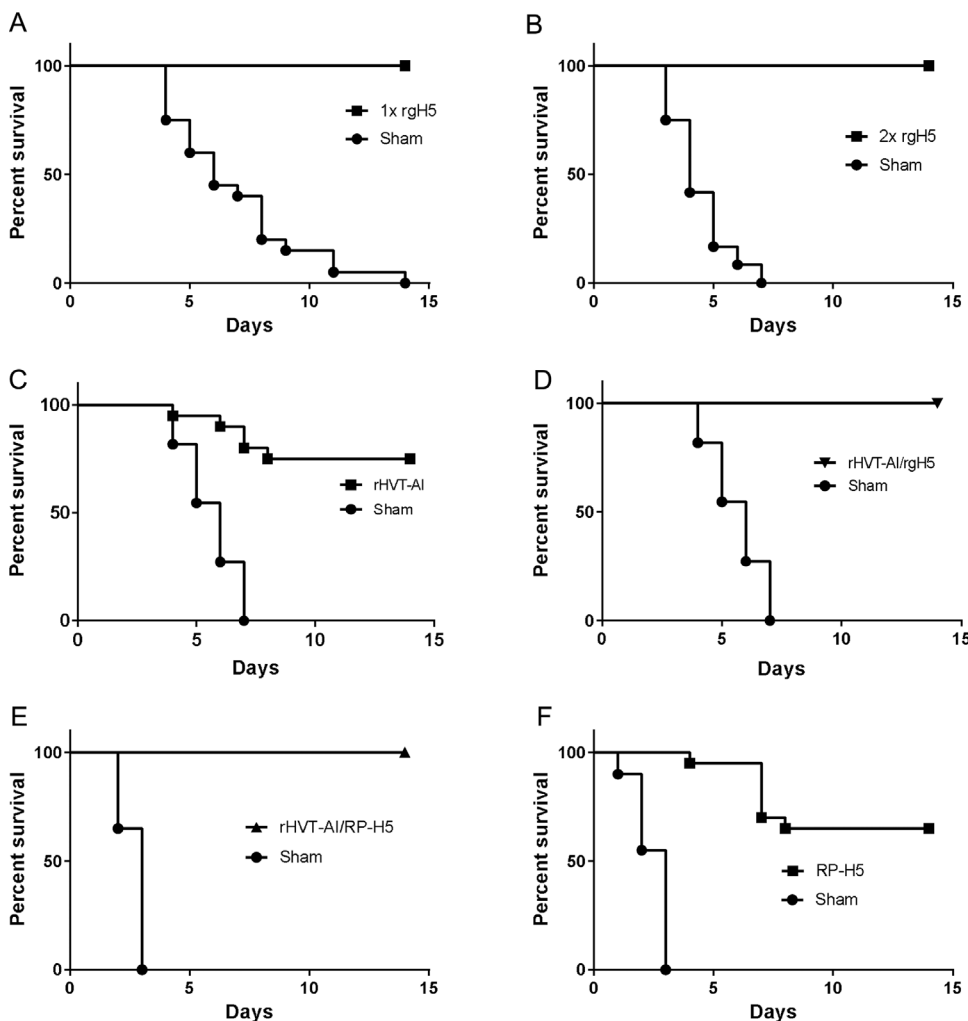 A
Percent survival
100
50
0
1x rgH5
Sham
0 5 10 15
Days
B
Percent survival
100
50
0
2x rgH5
Sham
0 5 10 15
Days
C
Percent survival
100
50
0
rHVT-AI
Sham
0 5 10 15
Days
D
Percent survival
100
50
0
rHVT-AI/rgH5
Sham
0 5 10 15
Days
E
Percent survival
100
50
0
rHVT-AI/RP-H5
Sham
0 5 10 15
Days
F
Percent survival
100
50
0
RP-H5
Sham
0 5 10 15
Days